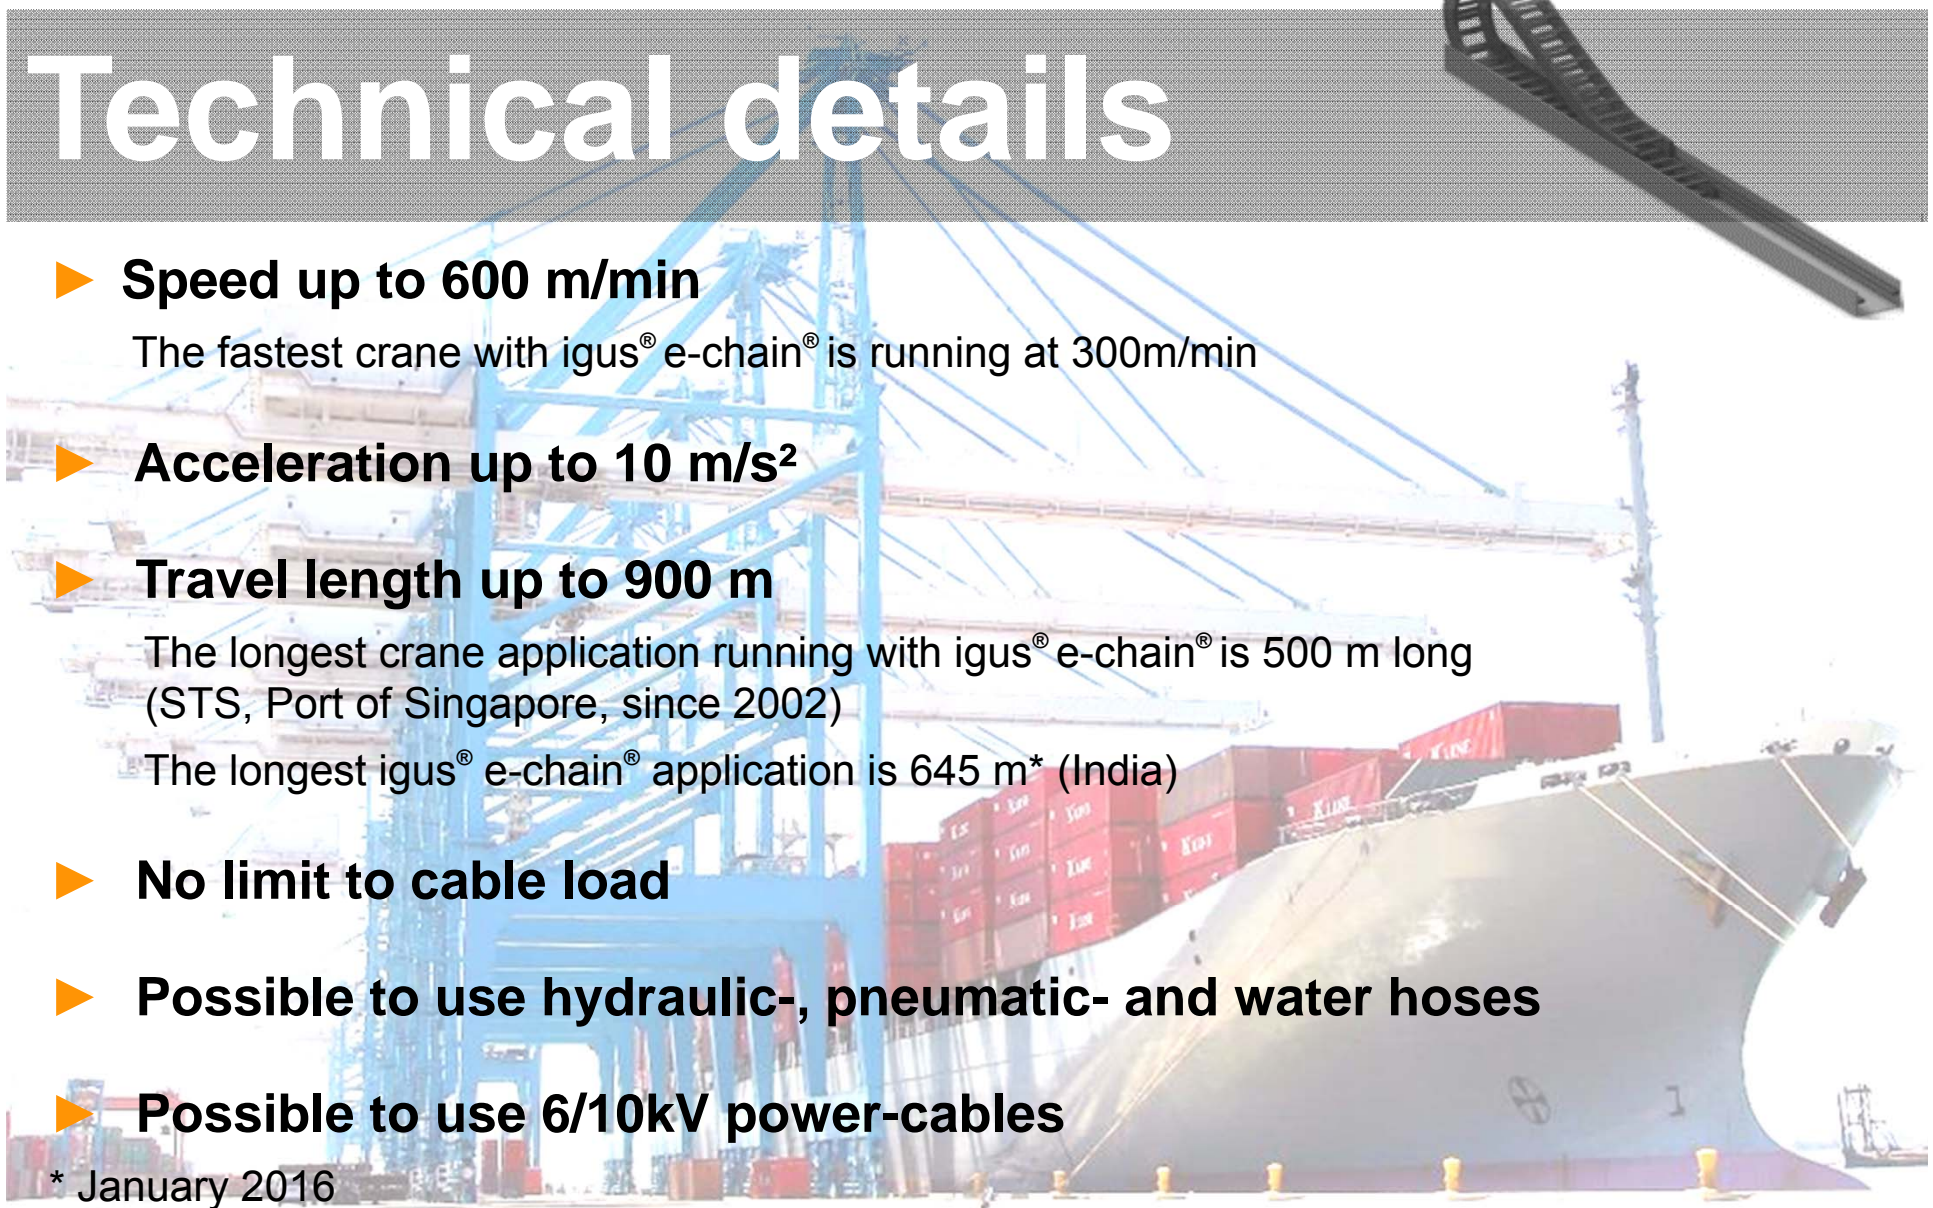 Technical details
► Speed up to 600 m/min
The fastest crane with igus® e-chain® is running at 300m/min
► Acceleration up to 10 m/s²
► Travel length up to 900 m
The longest crane application running with igus® e-chain® is 500 m long
(STS, Port of Singapore, since 2002)
The longest igus® e-chain® application is 645 m* (India)
► No limit to cable load
► Possible to use hydraulic-, pneumatic- and water hoses
► Possible to use 6/10kV power-cables
* January 2016
K LINE